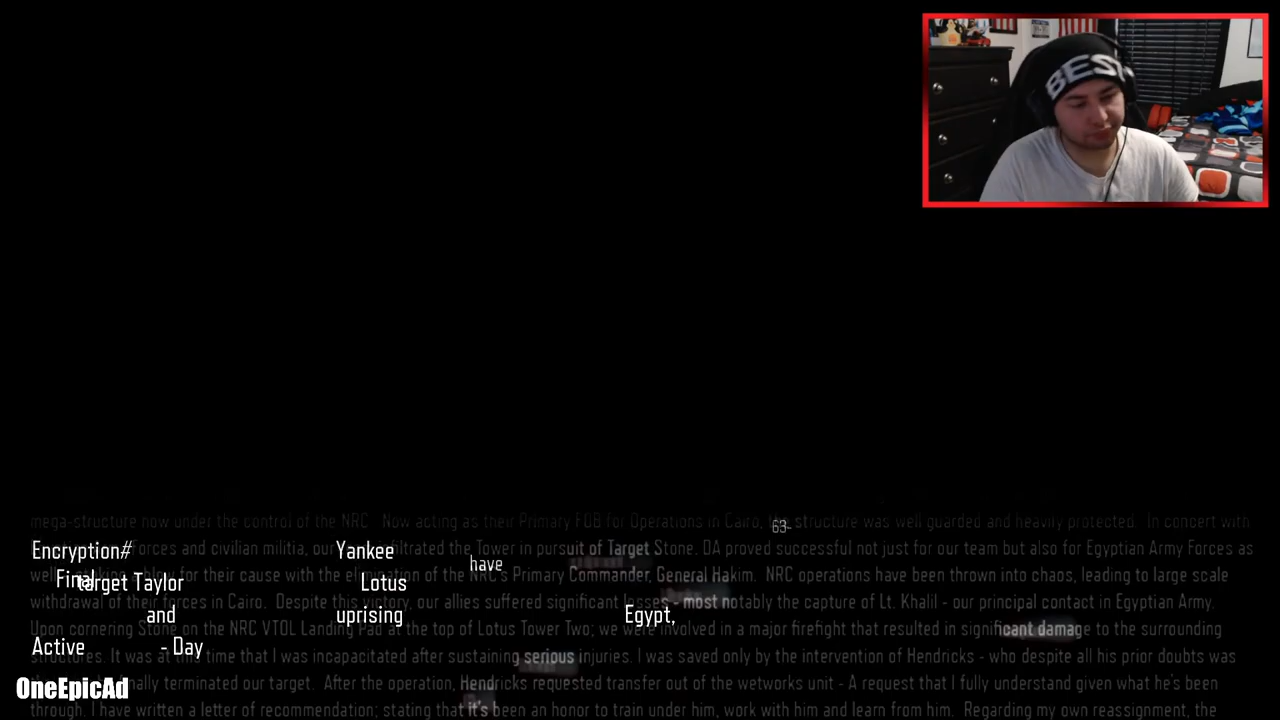 BEST
63-
mega-structure now under the control of the NRC. Now acting as their Primary FOB for Operations in Cairo, the structure was well guarded and heavily protected. In concert with
Encryption# Yankee
Forces and civilian militia, our infiltrated the Tower in pursuit of Target Stone. DA proved successful not just for our team but also for Egyptian Army Forces as
have
Final
target Taylor Lotus
well blow for their cause with the elimination of the NRC's Primary Commander, General Hakim. NRC operations have been thrown into chaos, leading to large scale
withdrawal of their forces in Cairo. Despite this victory, our allies suffered significant losses - most notably the capture of Lt. Khalil - our principal contact in Egyptian Army.
and uprising Egypt,
Upon cornering Stone on the NRC VTOL Landing Pad at the top of Lotus Tower Two; we were involved in a major firefight that resulted in significant damage to the surrounding
Active - Day
structures. It was at this time that I was incapacitated after sustaining serious injuries. I was saved only by the intervention of Hendricks - who despite all his prior doubts was
terminated our target. After the operation, Hendricks requested transfer out of the wetworks unit - A request that I fully understand given what he's been
OneEpicAd
through. I have written a letter of recommendation; stating that it's been an honor to train under him, work with him and learn from him. Regarding my own reassignment, the